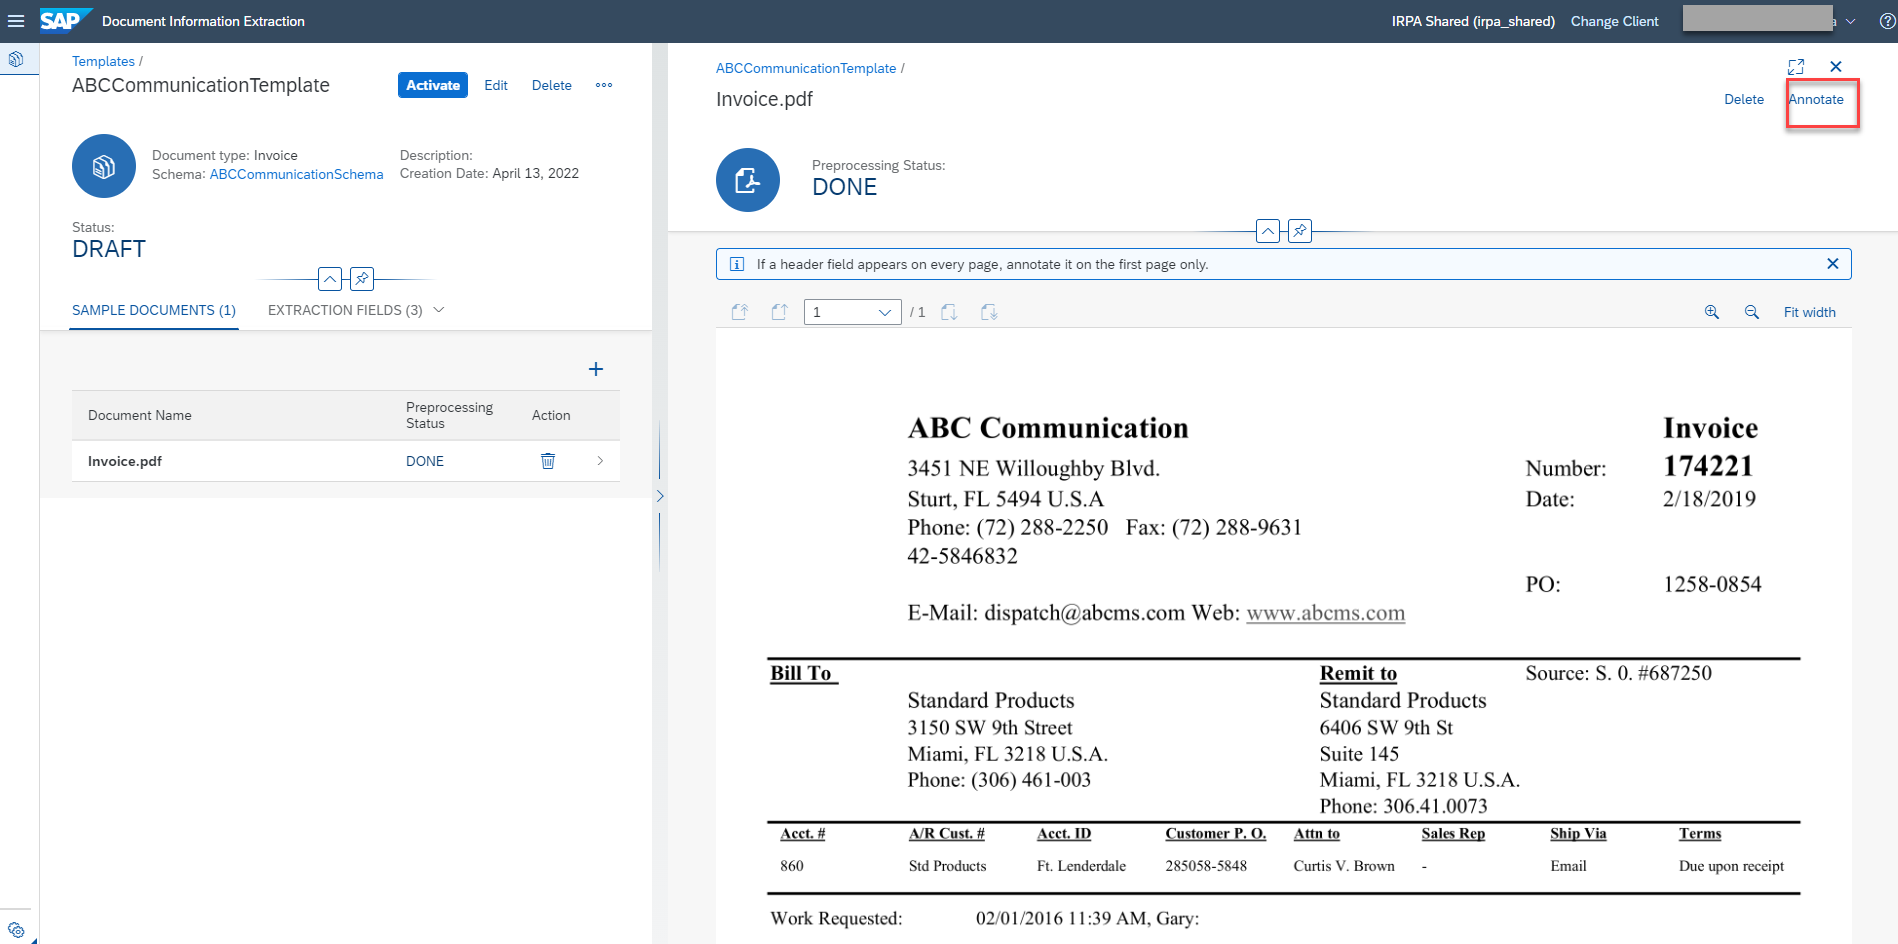 SAP Document Information Extraction
IRPA Shared (irpa_shared) Change Client
Templates /
ABCCommunicationTemplate
Activate Edit Delete
Document type: Invoice
Schema: ABCCommunicationSchema
Description:
Creation Date: April 13, 2022
Status:
DRAFT
SAMPLE DOCUMENTS (1) EXTRACTION FIELDS (3)
Document Name Preprocessing Status Action
Invoice.pdf DONE
ABCCommunicationTemplate /
Invoice.pdf
Delete Annotate
Preprocessing Status:
DONE
If a header field appears on every page, annotate it on the first page only.
1 / 1 Fit width
ABC Communication Invoice
3451 NE Willoughby Blvd. Number: 174221
Sturt, FL 5494 U.S.A Date: 2/18/2019
Phone: (72) 288-2250 Fax: (72) 288-9631
42-5846832
PO: 1258-0854
E-Mail: dispatch@abcms.com Web: www.abcms.com
Bill To Remit to Source: S. 0. #687250
Standard Products Standard Products
3150 SW 9th Street 6406 SW 9th St
Miami, FL 3218 U.S.A. Suite 145
Phone: (306) 461-003 Miami, FL 3218 U.S.A.
Phone: 306.41.0073
Acct. # A/R Cust. # Acct. ID Customer P. O. Attn to Sales Rep Ship Via Terms
860 Std Products Ft. Lenderdale 285058-5848 Curtis V. Brown - Email Due upon receipt
Work Requested: 02/01/2016 11:39 AM, Gary: